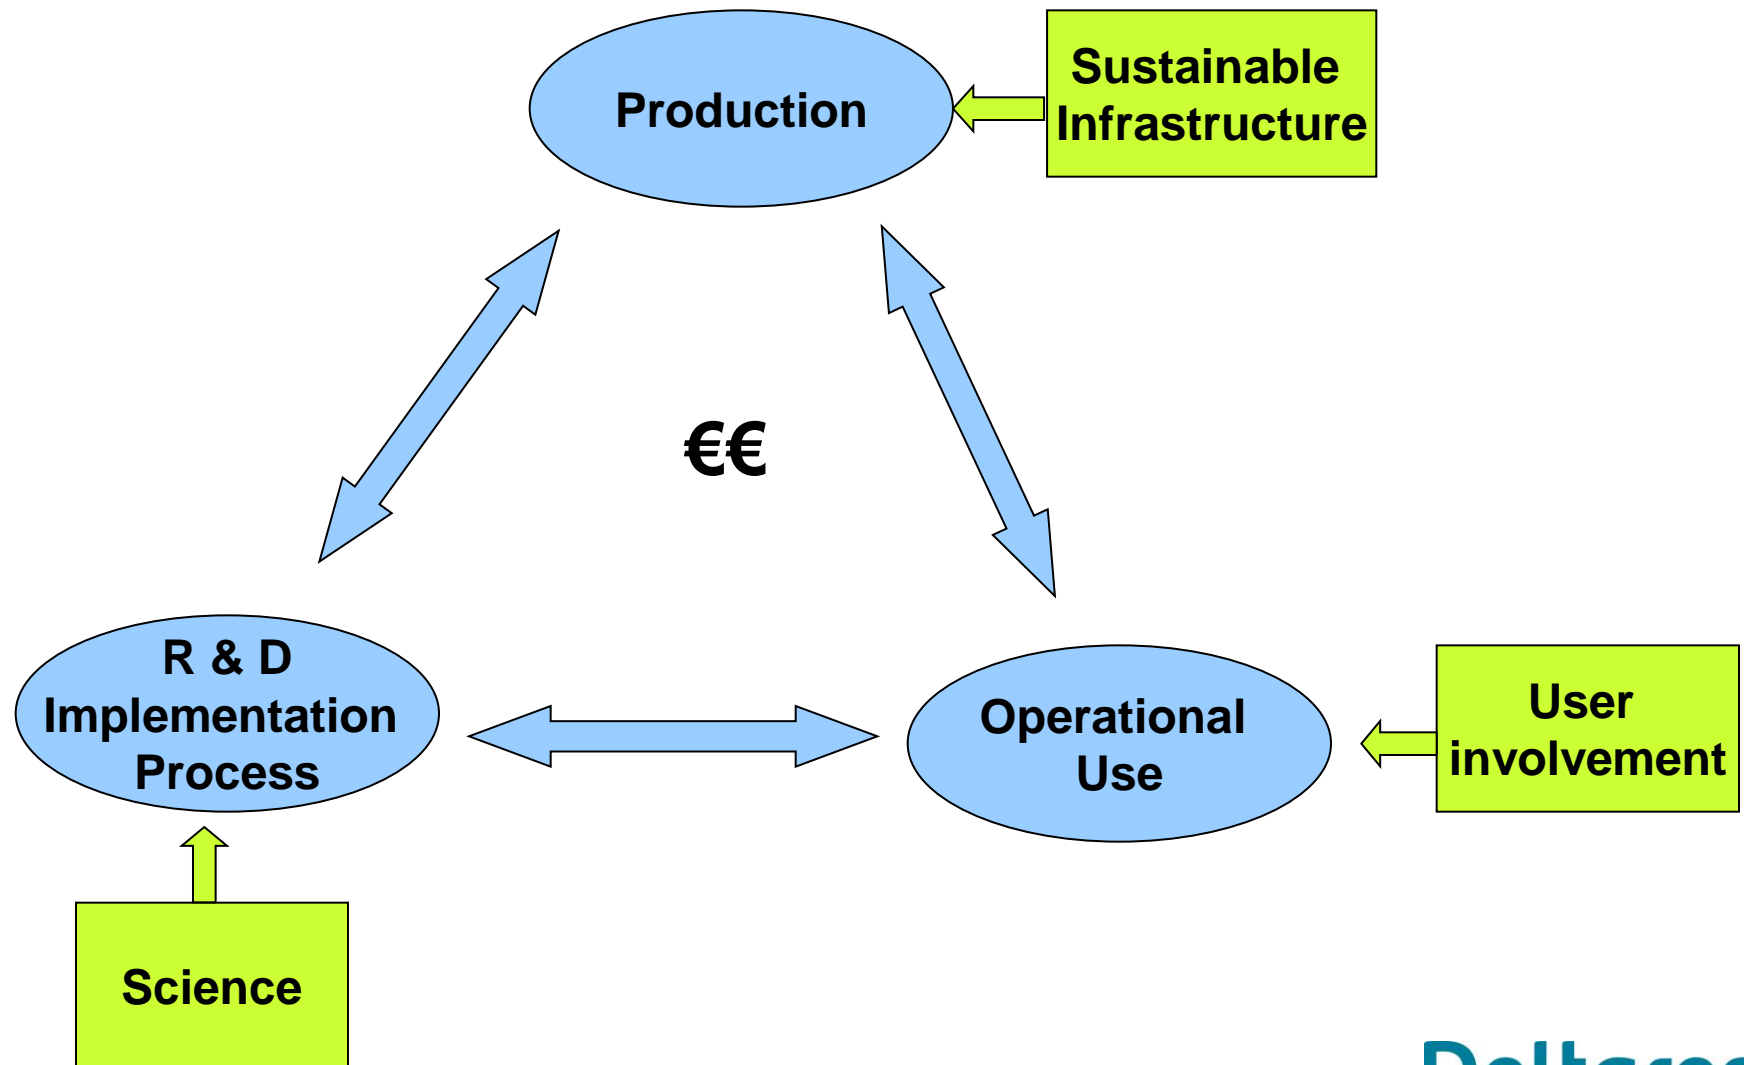 Production
Sustainable
Infrastructure
€€
R & D
Implementation
Process
Operational
Use
User
involvement
Science